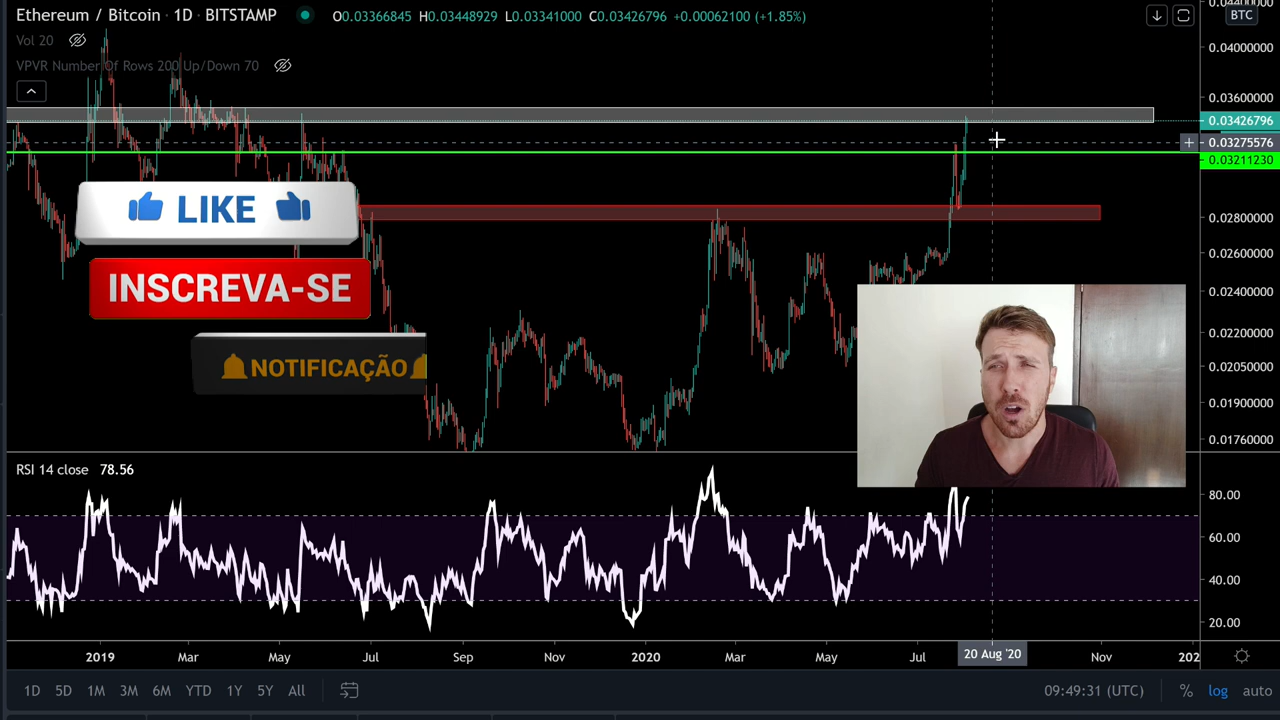 Ethereum / Bitcoin · 1D · BITSTAMP
O0.03366845 H0.03448929 L0.03341000 C0.03426796 +0.00062100 (+1.85%)
BTC
Vol 20
VPVR Number Of Rows 200 Up/Down 70
0.04400000
0.04000000
0.03600000
0.03426796
0.03275576
0.03211230
0.02800000
0.02600000
0.02400000
0.02200000
0.02050000
0.01900000
0.01760000
LIKE
INSCREVA-SE
NOTIFICAÇÃO
RSI 14 close 78.56
80.00
60.00
40.00
20.00
2019 Mar May Jul Sep Nov 2020 Mar May Jul 20 Aug '20 Nov 202
1D 5D 1M 3M 6M YTD 1Y 5Y All
09:49:31 (UTC) % log auto